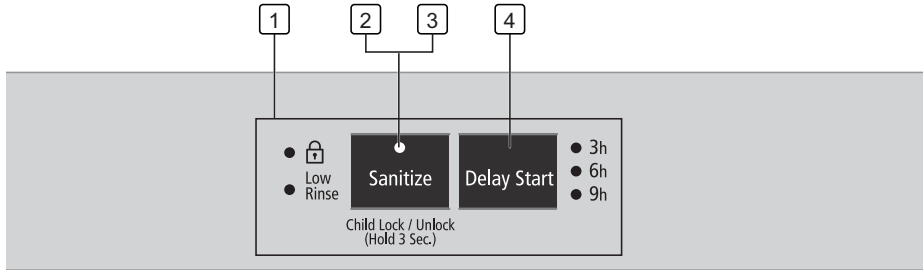 1
2
3
4
Low
Rinse
Sanitize
Delay Start
3h
6h
9h
Child Lock / Unlock
(Hold 3 Sec.)